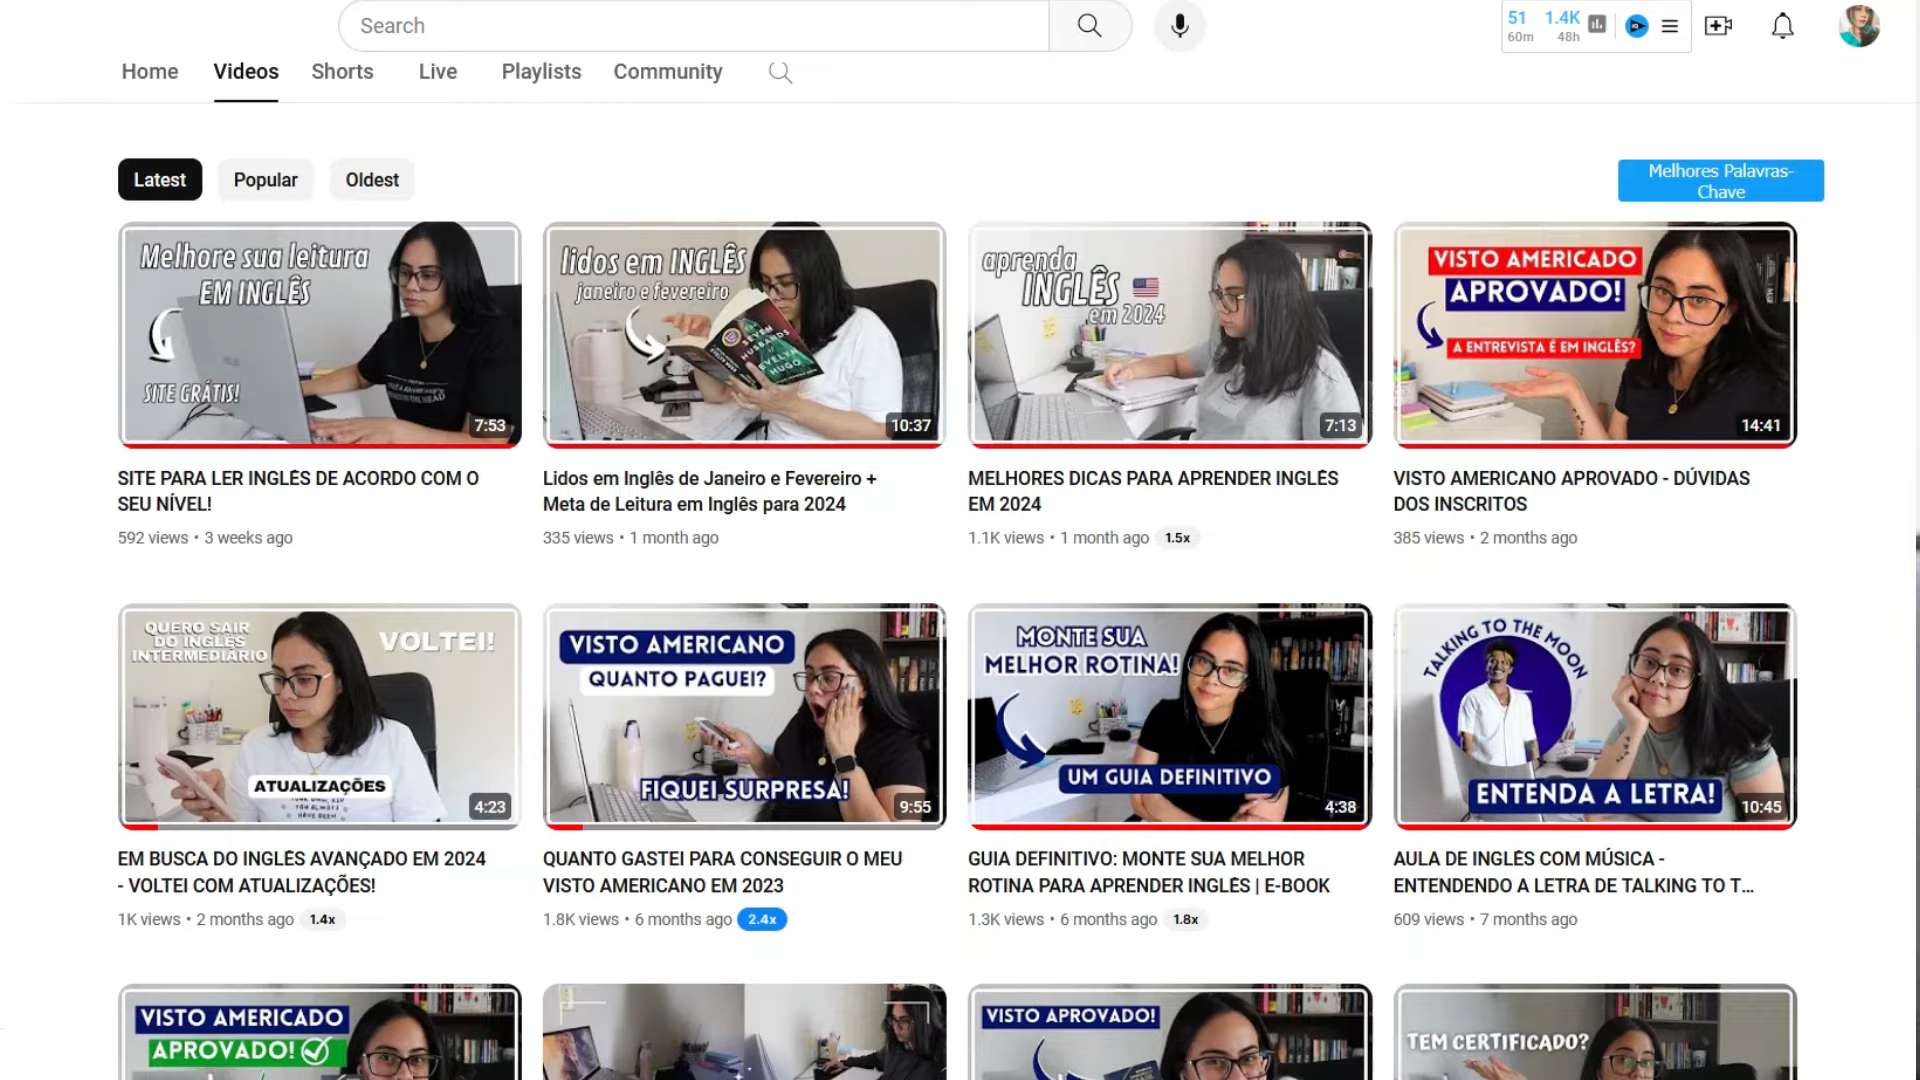 Search
51 1.4K
60m 48h
Home Videos Shorts Live Playlists Community
Latest Popular Oldest
Melhores Palavras-
Chave
Melhore sua leitura
EM INGLÊS
SITE GRÁTIS!
7:53
lidos em INGLÊS
janeiro e fevereiro
SEVEN
HUSBANDS
EVELYN
HUGO
10:37
aprenda
INGLÊS
em 2024
7:13
VISTO AMERICADO
APROVADO!
A ENTREVISTA É EM INGLÊS?
14:41
SITE PARA LER INGLÊS DE ACORDO COM O
SEU NÍVEL!
592 views • 3 weeks ago
Lidos em Inglês de Janeiro e Fevereiro +
Meta de Leitura em Inglês para 2024
335 views • 1 month ago
MELHORES DICAS PARA APRENDER INGLÊS
EM 2024
1.1K views • 1 month ago 1.5x
VISTO AMERICANO APROVADO - DÚVIDAS
DOS INSCRITOS
385 views • 2 months ago
QUERO SAIR
DO INGLÊS
INTERMEDIÁRIO
VOLTEI!
ATUALIZAÇÕES
4:23
VISTO AMERICANO
QUANTO PAGUEI?
FIQUEI SURPRESA!
9:55
MONTE SUA
MELHOR ROTINA!
UM GUIA DEFINITIVO
4:38
TALKING TO THE MOON
ENTENDA A LETRA!
10:45
EM BUSCA DO INGLÊS AVANÇADO EM 2024
- VOLTEI COM ATUALIZAÇÕES!
1K views • 2 months ago 1.4x
QUANTO GASTEI PARA CONSEGUIR O MEU
VISTO AMERICANO EM 2023
1.8K views • 6 months ago 2.4x
GUIA DEFINITIVO: MONTE SUA MELHOR
ROTINA PARA APRENDER INGLÊS | E-BOOK
1.3K views • 6 months ago 1.8x
AULA DE INGLÊS COM MÚSICA -
ENTENDENDO A LETRA DE TALKING TO T...
609 views • 7 months ago
VISTO AMERICADO
APROVADO!
VISTO APROVADO!
TEM CERTIFICADO?